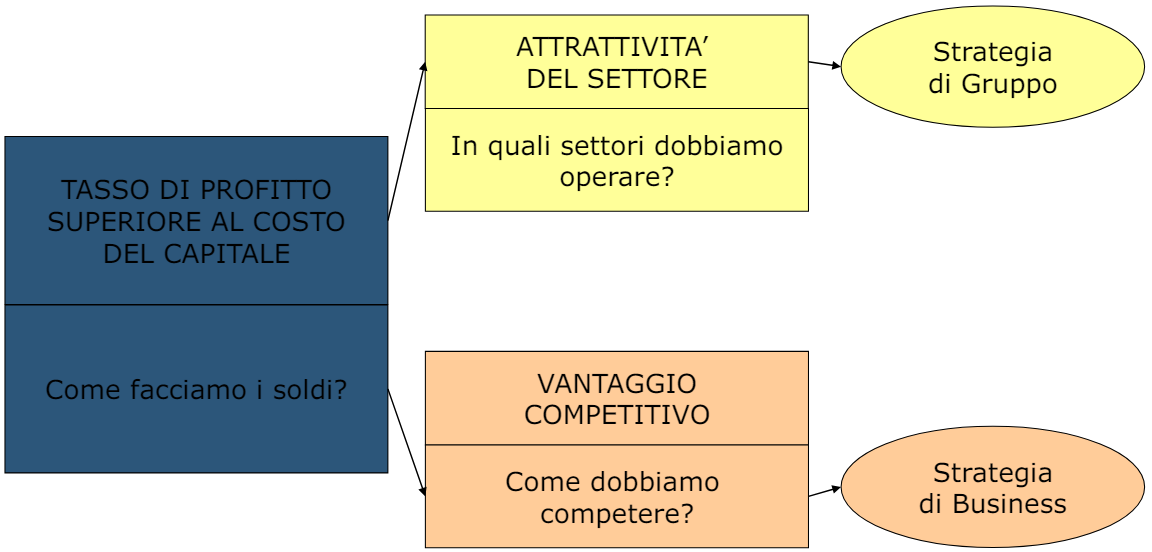 TASSO DI PROFITTO
SUPERIORE AL COSTO
DEL CAPITALE
Come facciamo i soldi?
ATTRATTIVITA’
DEL SETTORE
In quali settori dobbiamo
operare?
Strategia
di Gruppo
VANTAGGIO
COMPETITIVO
Come dobbiamo
competere?
Strategia
di Business